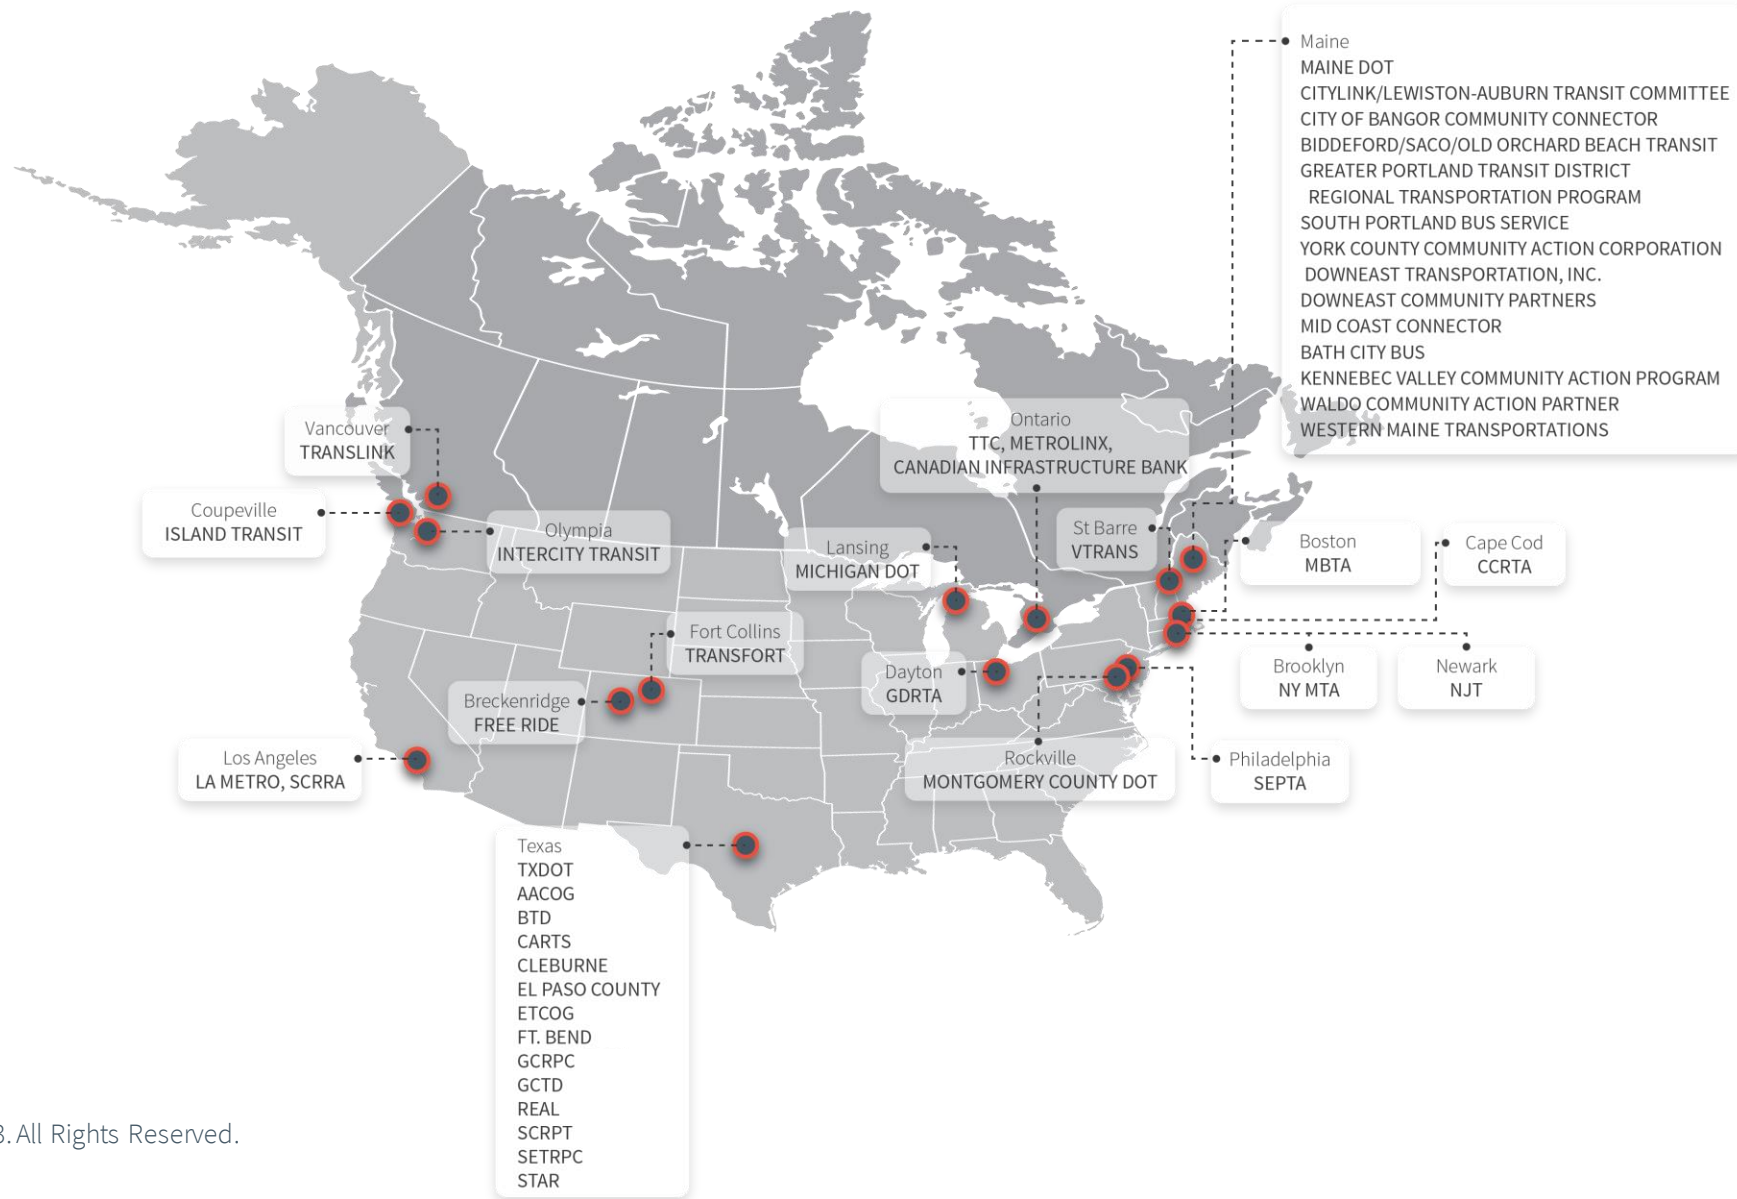 Maine
MAINE DOT
CITYLINK/LEWISTON-AUBURN TRANSIT COMMITTEE
CITY OF BANGOR COMMUNITY CONNECTOR
BIDDEFORD/SACO/OLD ORCHARD BEACH TRANSIT
GREATER PORTLAND TRANSIT DISTRICT
REGIONAL TRANSPORTATION PROGRAM
SOUTH PORTLAND BUS SERVICE
YORK COUNTY COMMUNITY ACTION CORPORATION
DOWNEAST TRANSPORTATION, INC.
DOWNEAST COMMUNITY PARTNERS
MID COAST CONNECTOR
BATH CITY BUS
KENNEBEC VALLEY COMMUNITY ACTION PROGRAM
WALDO COMMUNITY ACTION PARTNER
WESTERN MAINE TRANSPORTATIONS
Vancouver
TRANSLINK
Ontario
TTC, METROLINX,
CANADIAN INFRASTRUCTURE BANK
Coupeville
ISLAND TRANSIT
Olympia
INTERCITY TRANSIT
Lansing
MICHIGAN DOT
St Barre
VTRANS
Boston
MBTA
Cape Cod
CCRTA
Fort Collins
TRANSFORT
Breckenridge
FREE RIDE
Dayton
GDRTA
Brooklyn
NY MTA
Newark
NJT
Los Angeles
LA METRO, SCRRA
Rockville
MONTGOMERY COUNTY DOT
Philadelphia
SEPTA
Texas
TXDOT
AACOG
BTD
CARTS
CLEBURNE
EL PASO COUNTY
ETCOG
FT. BEND
GCRPC
GCTD
REAL
SCRPT
SETRPC
STAR
3. All Rights Reserved.